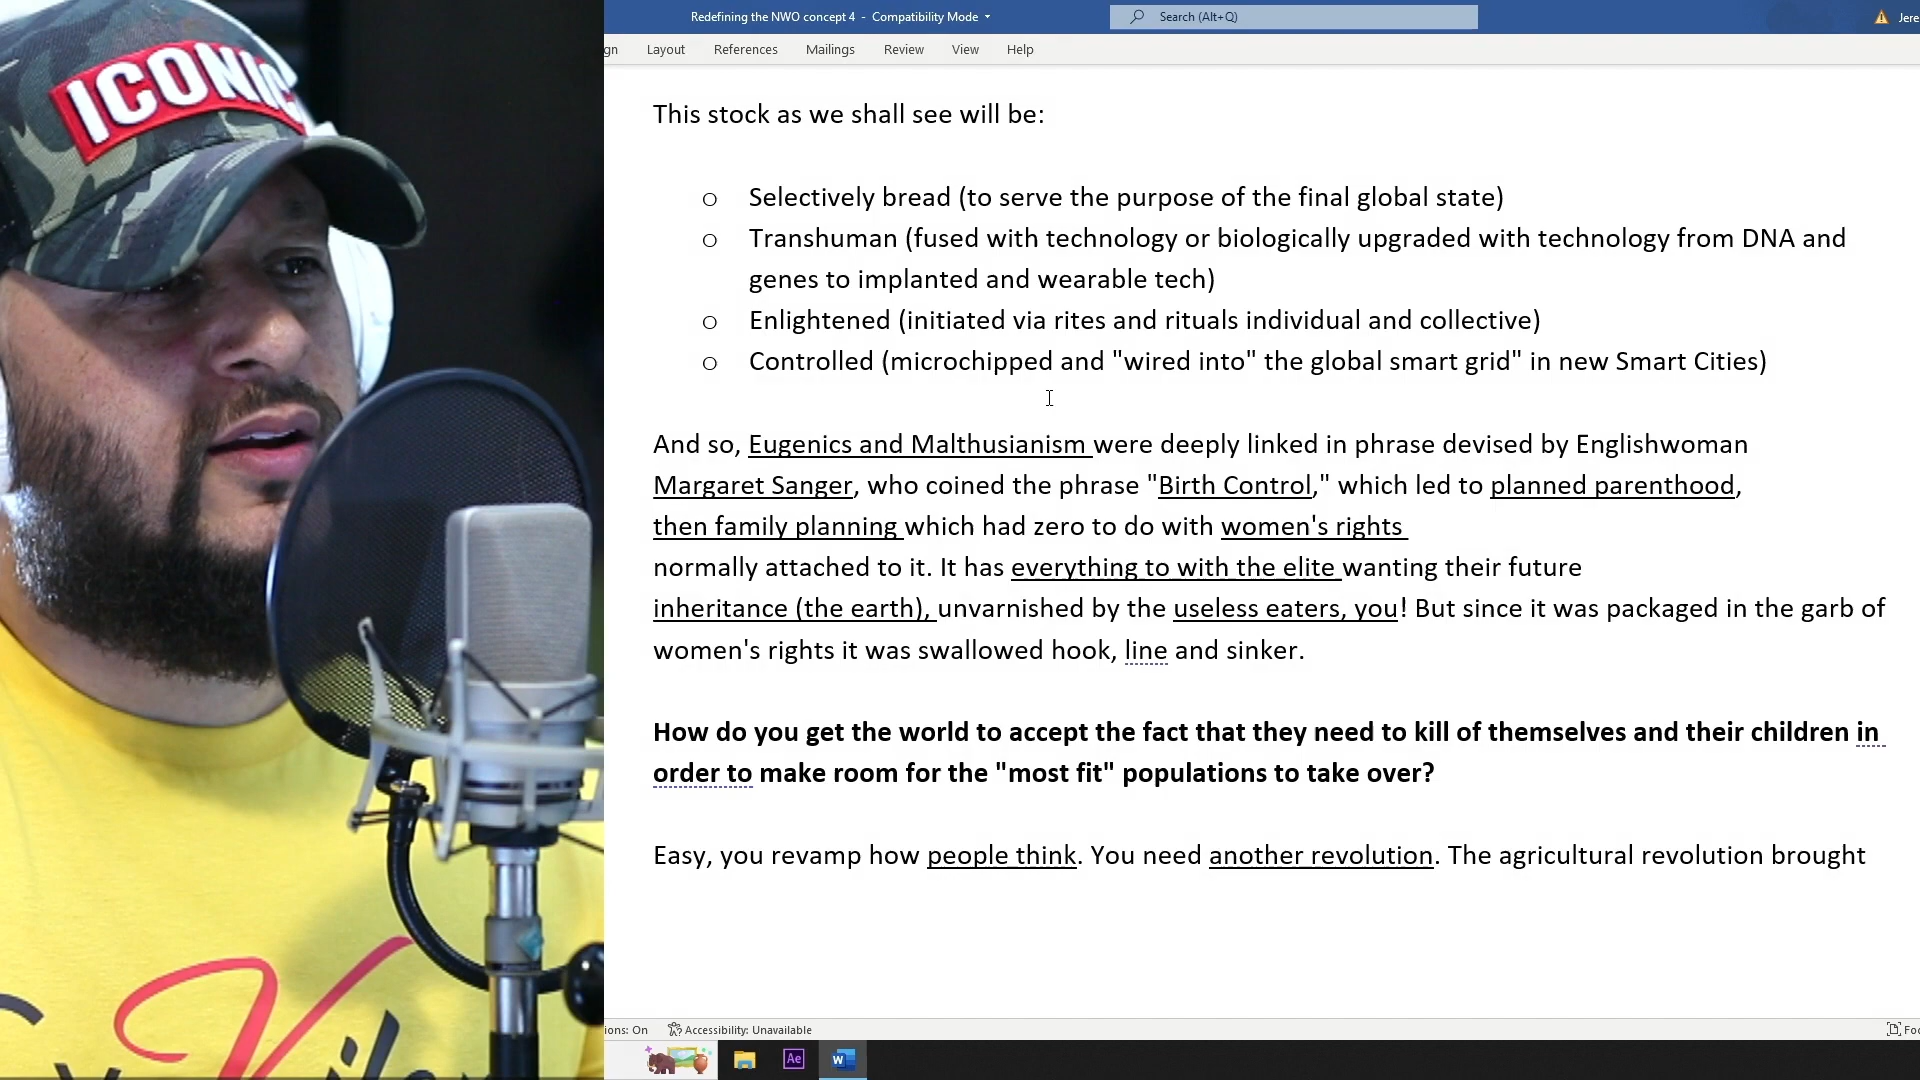 ICONIC
Redefining the NWO concept 4 - Compatibility Mode
Search (Alt+Q)
Jere
gn Layout References Mailings Review View Help
This stock as we shall see will be:
o Selectively bread (to serve the purpose of the final global state)
o Transhuman (fused with technology or biologically upgraded with technology from DNA and
genes to implanted and wearable tech)
o Enlightened (initiated via rites and rituals individual and collective)
o Controlled (microchipped and "wired into" the global smart grid" in new Smart Cities)
And so, Eugenics and Malthusianism were deeply linked in phrase devised by Englishwoman
Margaret Sanger, who coined the phrase "Birth Control," which led to planned parenthood,
then family planning which had zero to do with women's rights
normally attached to it. It has everything to with the elite wanting their future
inheritance (the earth), unvarnished by the useless eaters, you! But since it was packaged in the garb of
women's rights it was swallowed hook, line and sinker.
How do you get the world to accept the fact that they need to kill of themselves and their children in
order to make room for the "most fit" populations to take over?
Easy, you revamp how people think. You need another revolution. The agricultural revolution brought
ions: On Accessibility: Unavailable
Foc
Ae
W